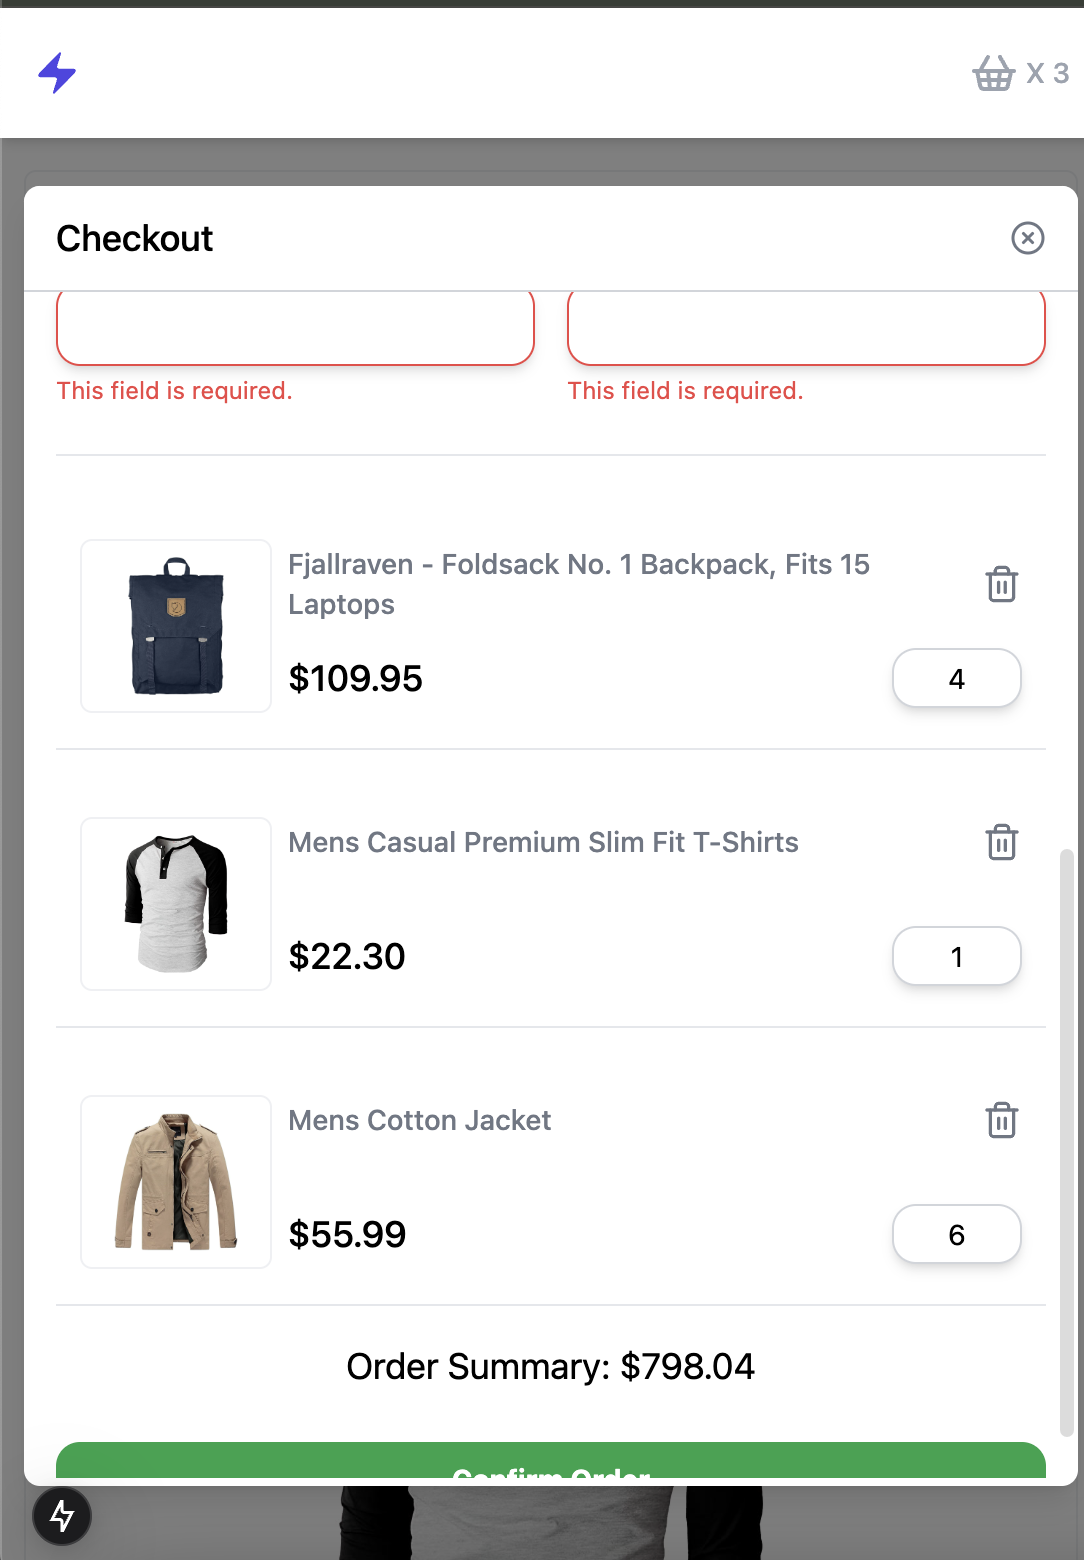 X 3
Checkout
This field is required.
This field is required.
Fjallraven - Foldsack No. 1 Backpack, Fits 15
Laptops
$109.95
4
Mens Casual Premium Slim Fit T-Shirts
$22.30
1
Mens Cotton Jacket
$55.99
6
Order Summary: $798.04
Confirm Order